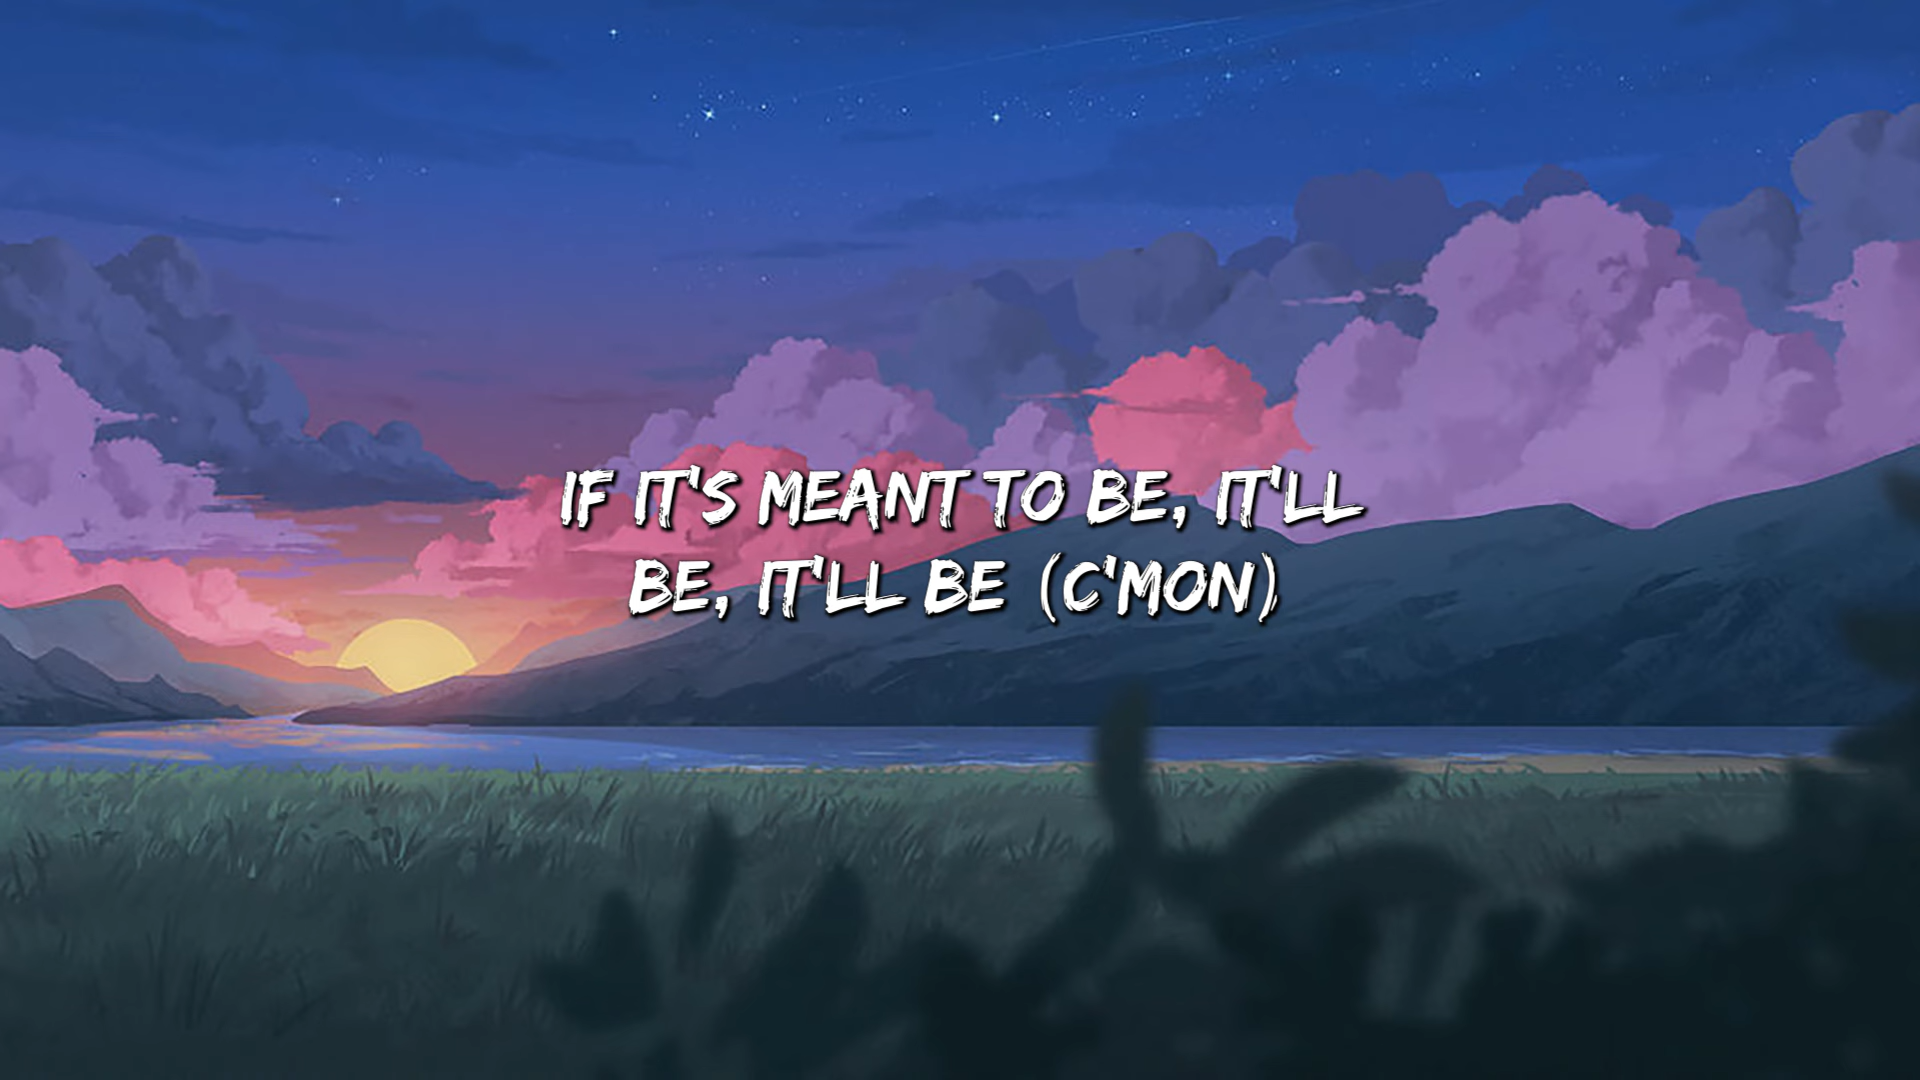 IF IT'S MEANT TO BE, IT'LL
BE, IT'LL BE (C'MON)